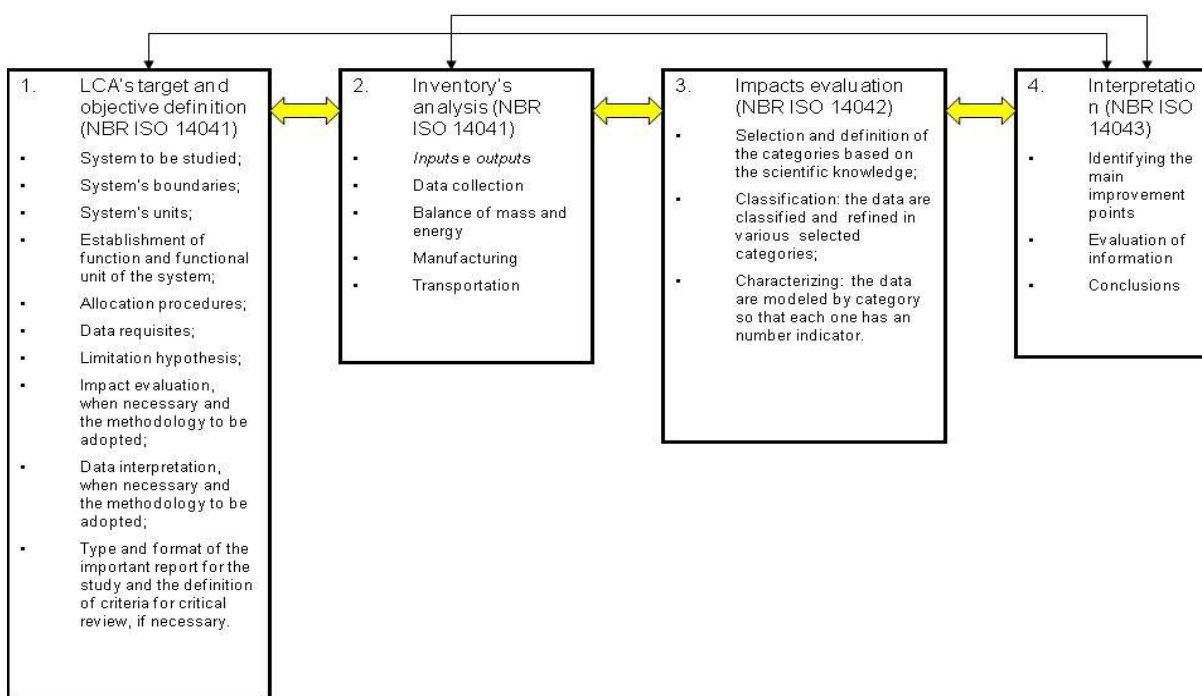 1. LCA's target and
objective definition
(NBR ISO 14041)
▪ System to be studied;
▪ System's boundaries;
▪ System's units;
▪ Establishment of
function and functional
unit of the system;
▪ Allocation procedures;
▪ Data requisites;
▪ Limitation hypothesis;
▪ Impact evaluation,
when necessary and
the methodology to be
adopted;
▪ Data interpretation,
when necessary and
the methodology to be
adopted;
▪ Type and format of the
important report for the
study and the definition
of criteria for critical
review, if necessary.
2. Inventory's
analysis (NBR
ISO 14041)
▪ Inputs e outputs
▪ Data collection
▪ Balance of mass and
energy
▪ Manufacturing
▪ Transportation
3. Impacts evaluation
(NBR ISO 14042)
▪ Selection and definition of
the categories based on
the scientific knowledge;
▪ Classification: the data are
classified and refined in
various selected
categories;
▪ Characterizing: the data
are modeled by category
so that each one has an
number indicator.
4. Interpretatio
n (NBR ISO
14043)
▪ Identifying the
main
improvement
points
▪ Evaluation of
information
▪ Conclusions